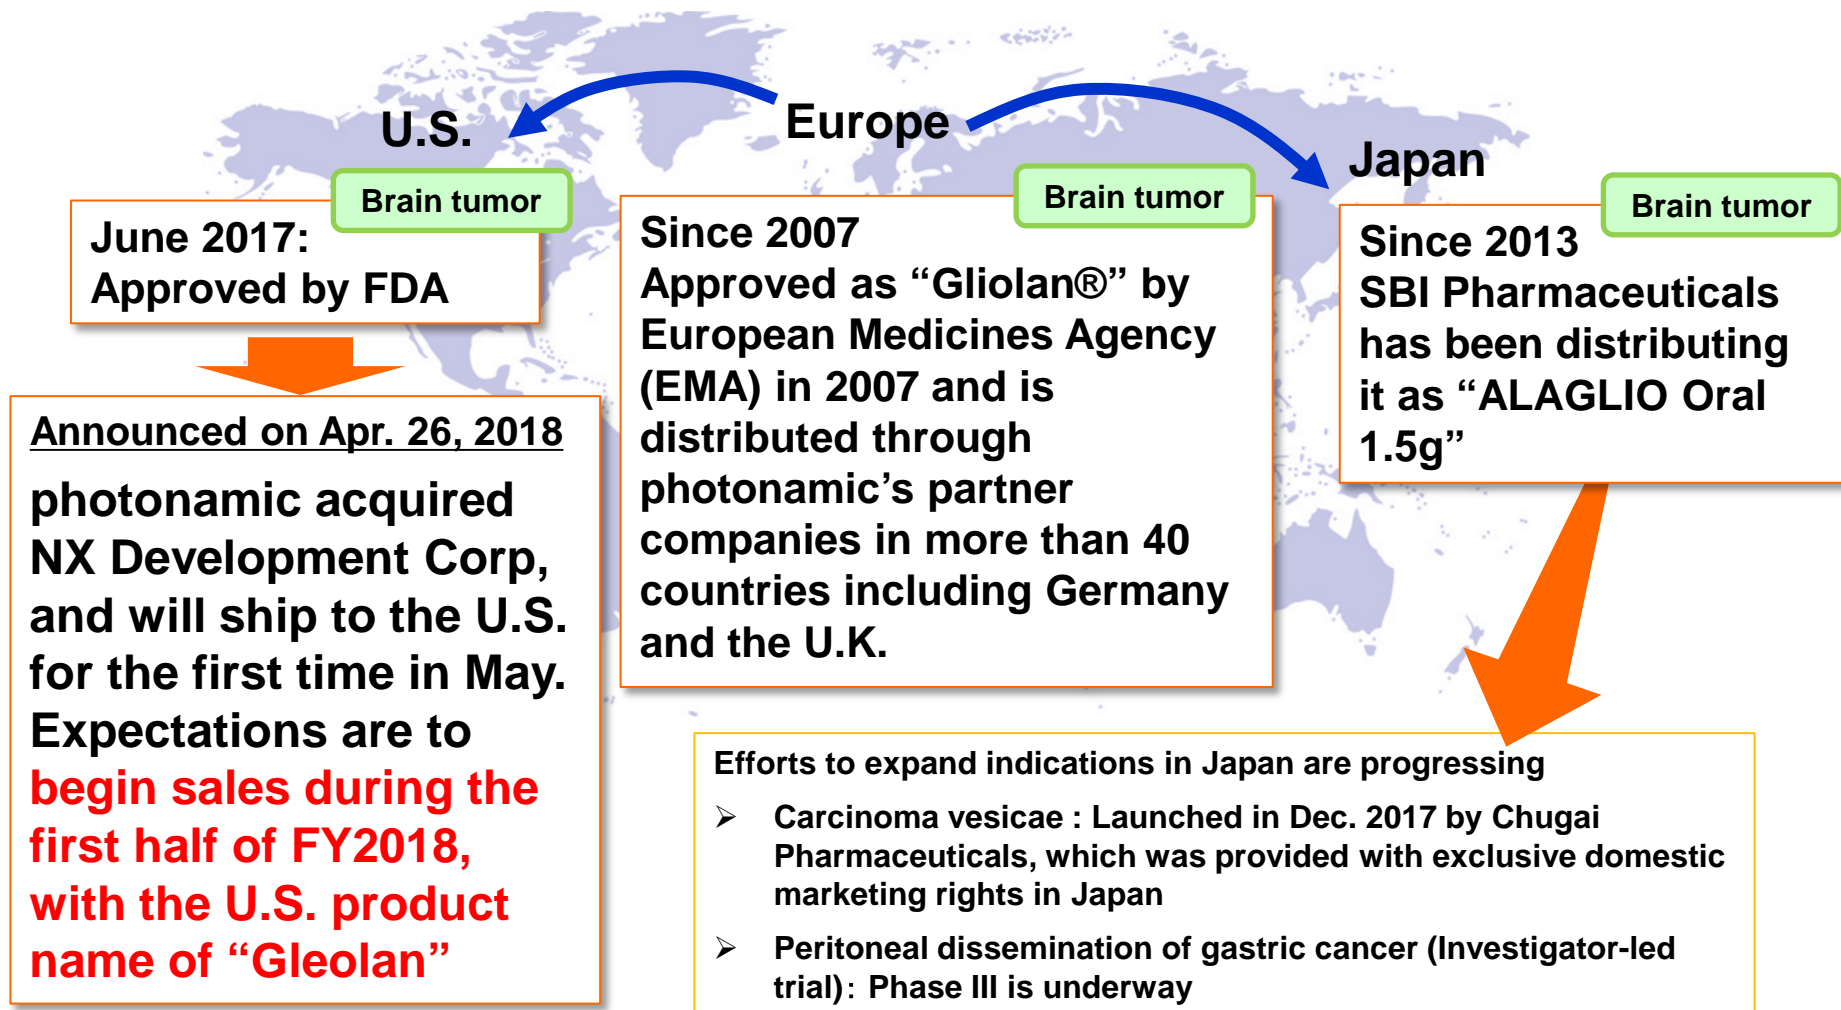 U.S.
Europe
Japan
Brain tumor
June 2017:
Approved by FDA
Announced on Apr. 26, 2018
photonamic acquired
NX Development Corp,
and will ship to the U.S.
for the first time in May.
Expectations are to
begin sales during the
first half of FY2018,
with the U.S. product
name of “Gleolan”
Brain tumor
Since 2007
Approved as “Gliolan®” by
European Medicines Agency
(EMA) in 2007 and is
distributed through
photonamic’s partner
companies in more than 40
countries including Germany
and the U.K.
Brain tumor
Since 2013
SBI Pharmaceuticals
has been distributing
it as “ALAGLIO Oral
1.5g”
Efforts to expand indications in Japan are progressing
➢ Carcinoma vesicae : Launched in Dec. 2017 by Chugai
Pharmaceuticals, which was provided with exclusive domestic
marketing rights in Japan
➢ Peritoneal dissemination of gastric cancer (Investigator-led
trial)：Phase III is underway